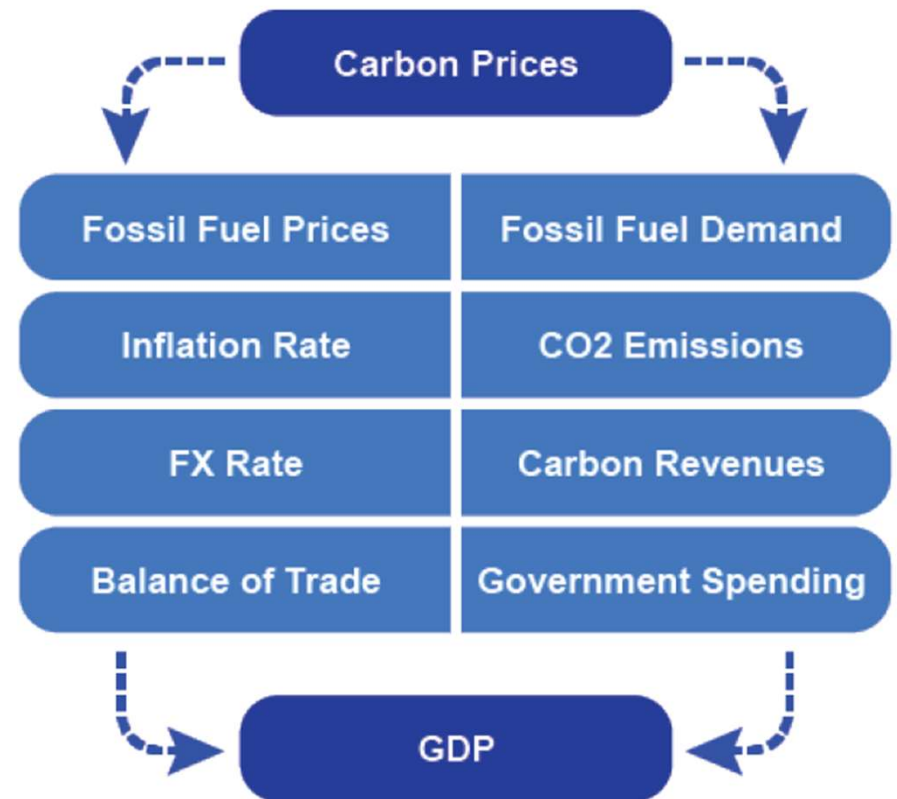 Carbon Prices
Fossil Fuel Prices
Fossil Fuel Demand
Inflation Rate
CO2 Emissions
FX Rate
Carbon Revenues
Balance of Trade
Government Spending
GDP